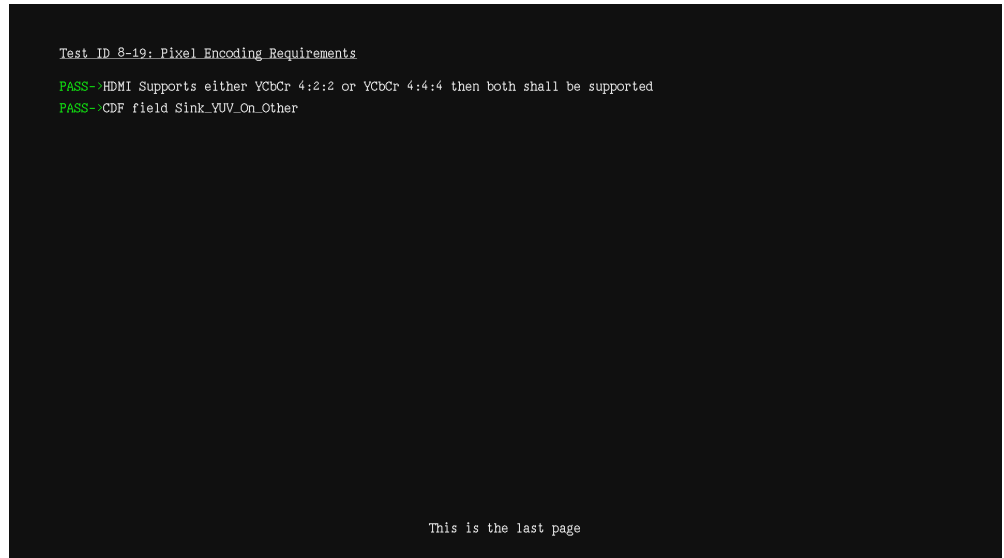 Test ID 8-19: Pixel Encoding Requirements
PASS->HDMI Supports either YCbCr 4:2:2 or YCbCr 4:4:4 then both shall be supported
PASS->CDF field Sink_YUV_On_Other
This is the last page